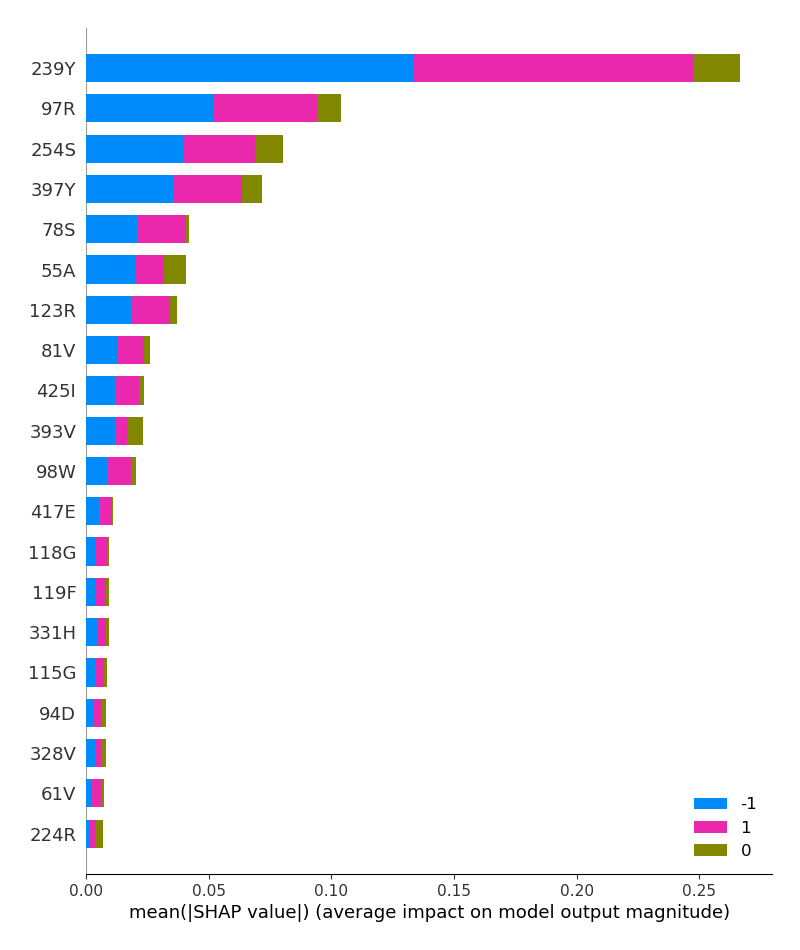 239Y
97R
254S
397Y
78S
55A
123R
81V
425I
393V
98W
417E
118G
119F
331H
115G
94D
328V
61V
224R
-1
1
0
0.00 0.05 0.10 0.15 0.20 0.25
mean(|SHAP value|) (average impact on model output magnitude)